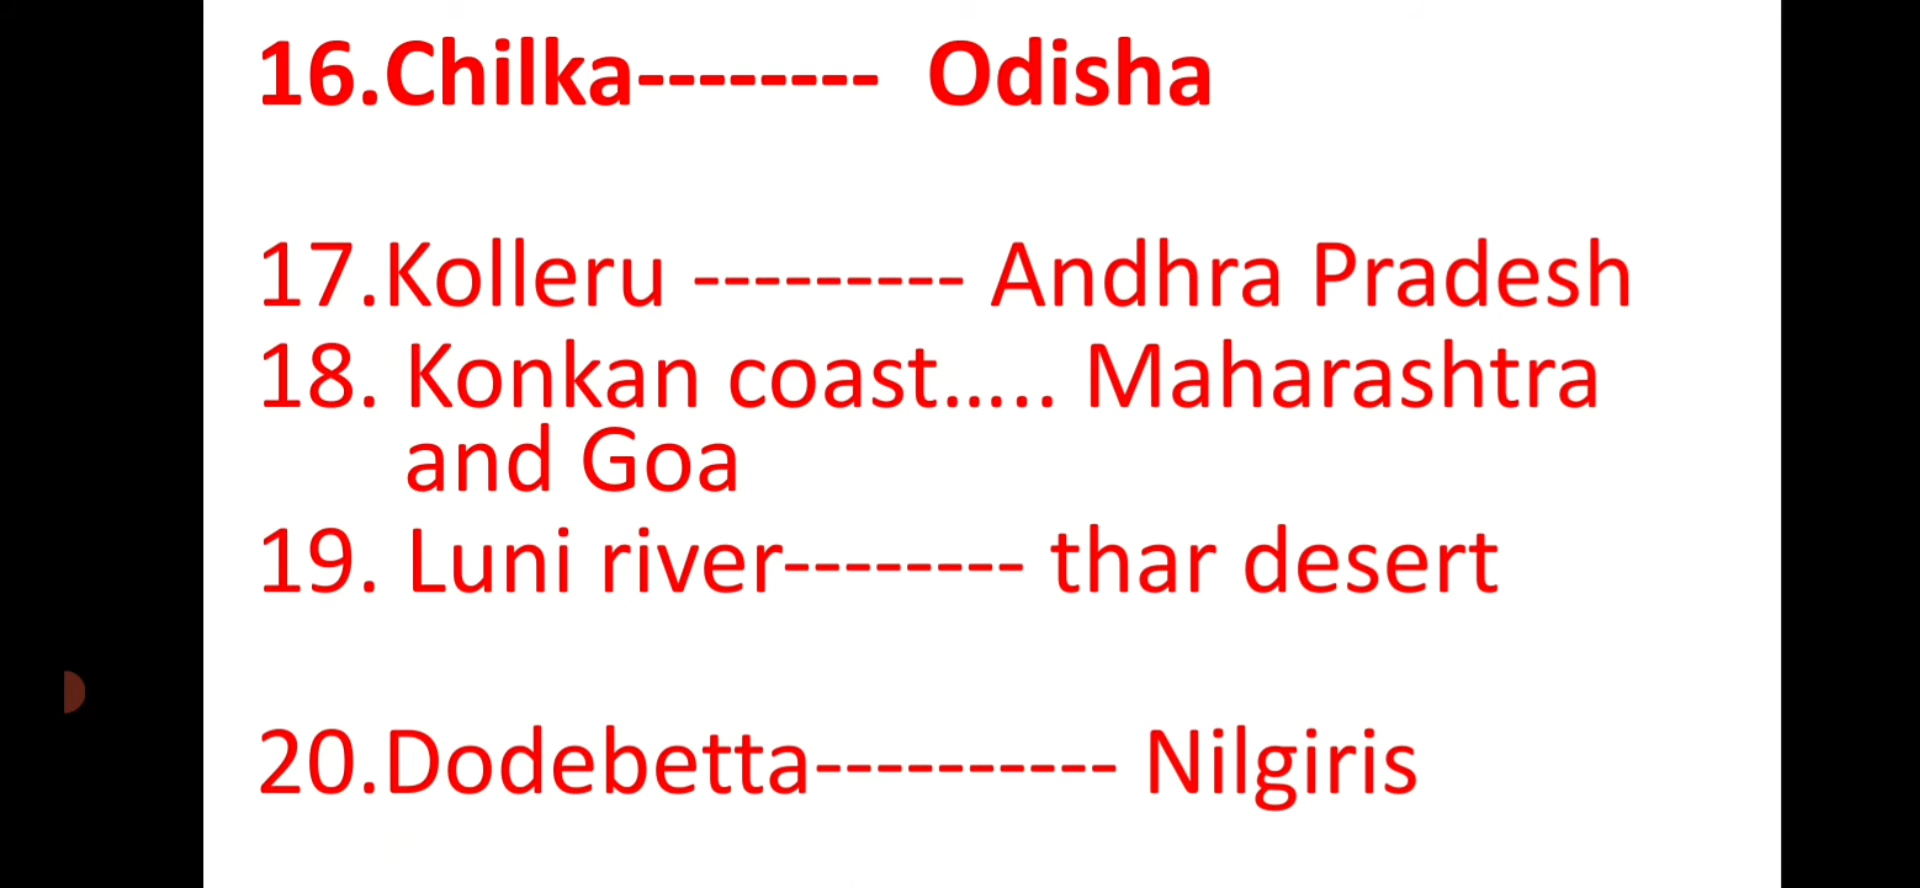 16.Chilka--------  Odisha
17.Kolleru --------- Andhra Pradesh
18. Konkan coast..... Maharashtra
and Goa
19. Luni river-------- thar desert
20.Dodebetta---------- Nilgiris